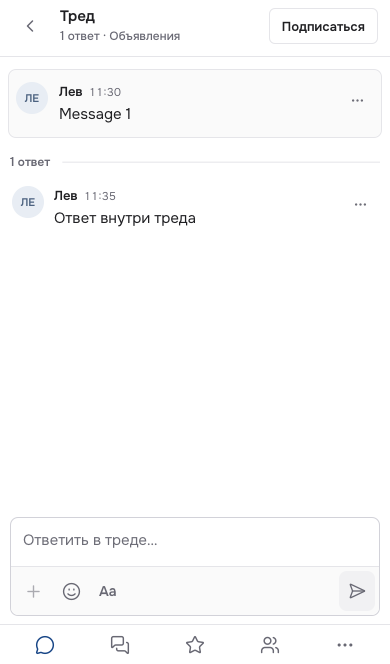 Тред
1 ответ · Объявления
Подписаться
ЛЕ
Лев 11:30
Message 1
1 ответ
ЛЕ
Лев 11:35
Ответ внутри треда
Ответить в треде...
Aa